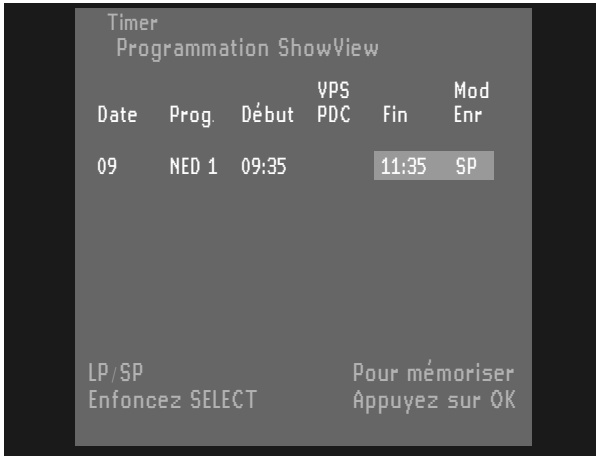 Timer
Programmation ShowView
VPS Mod
Date Prog. Début PDC Fin Enr
09 NED 1 09:35 11:35 SP
LP/SP Pour mémoriser
Enfoncez SELECT Appuyez sur OK